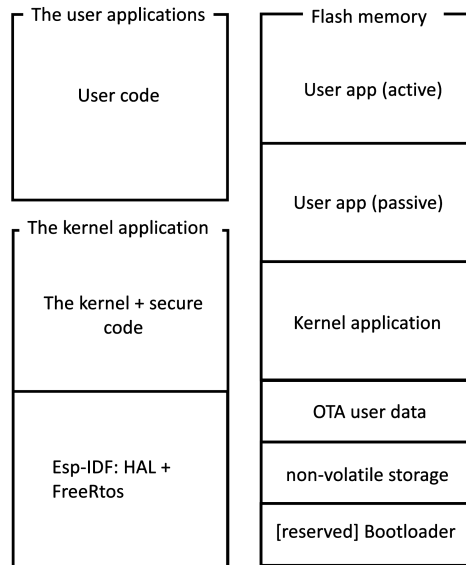 The user applications
User code
The kernel application
The kernel + secure
code
Esp-IDF: HAL +
FreeRtos
Flash memory
User app (active)
User app (passive)
Kernel application
OTA user data
non-volatile storage
[reserved] Bootloader